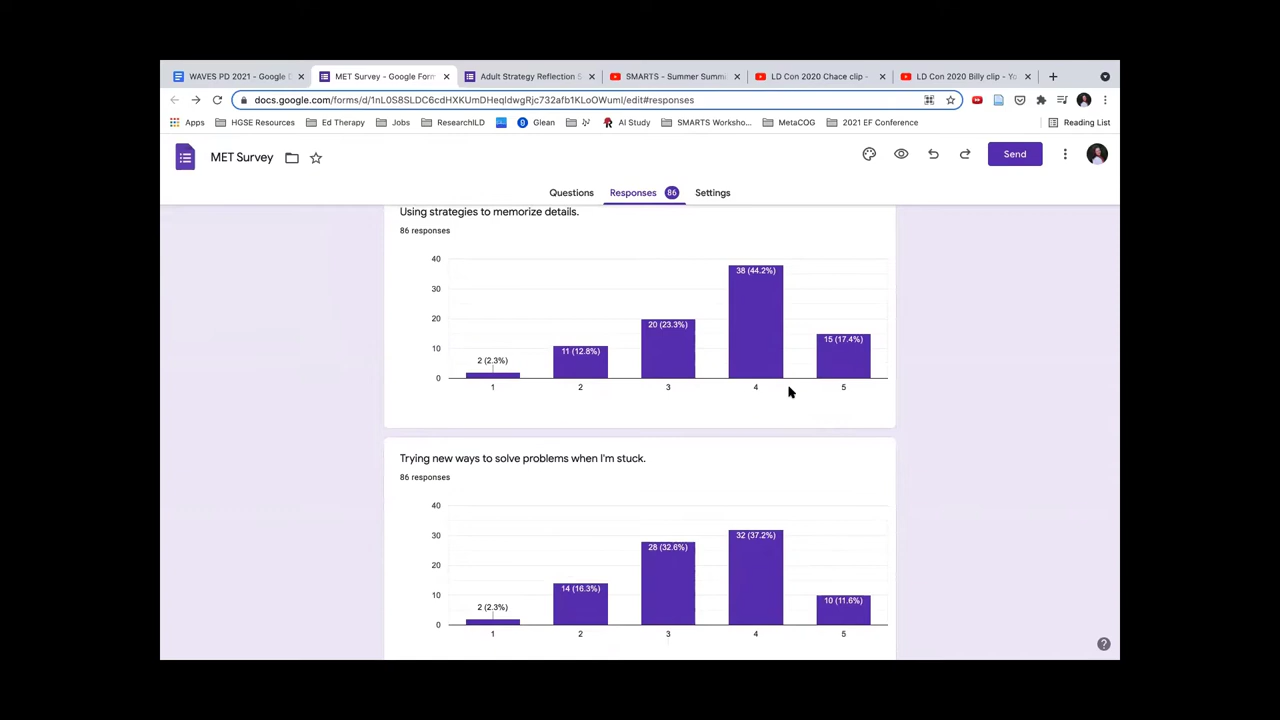 WAVES PD 2021 - Google
MET Survey - Google Form
Adult Strategy Reflection S
SMARTS - Summer Summi
LD Con 2020 Chace clip -
LD Con 2020 Billy clip - Yo
docs.google.com/forms/d/1nL0S8SLDC6cdHXKUmDHeqIdwgRjc732afb1KLoOWumI/edit#responses
Apps
HGSE Resources
Ed Therapy
Jobs
ResearchILD
Glean
AI Study
SMARTS Worksho...
MetaCOG
2021 EF Conference
Reading List
MET Survey
Send
Questions
Responses 86
Settings
Using strategies to memorize details.
86 responses
40
30
20
10
0
2 (2.3%)
11 (12.8%)
20 (23.3%)
38 (44.2%)
15 (17.4%)
1 2 3 4 5
Trying new ways to solve problems when I'm stuck.
86 responses
40
30
20
10
0
2 (2.3%)
14 (16.3%)
28 (32.6%)
32 (37.2%)
10 (11.6%)
1 2 3 4 5